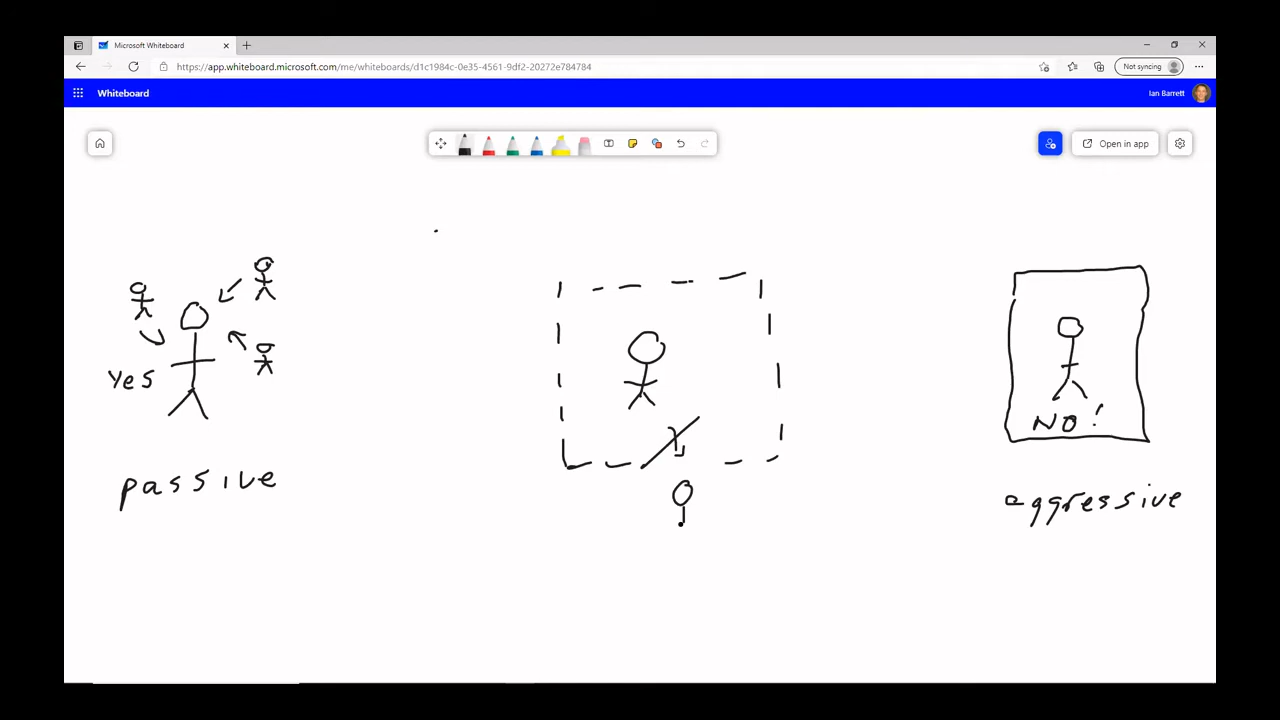 Microsoft Whiteboard
https://app.whiteboard.microsoft.com/me/whiteboards/d1c1984c-0e35-4561-9df2-20272e784784
Not syncing
Whiteboard
Ian Barrett
Open in app
Yes
NO!
passive
aggressive